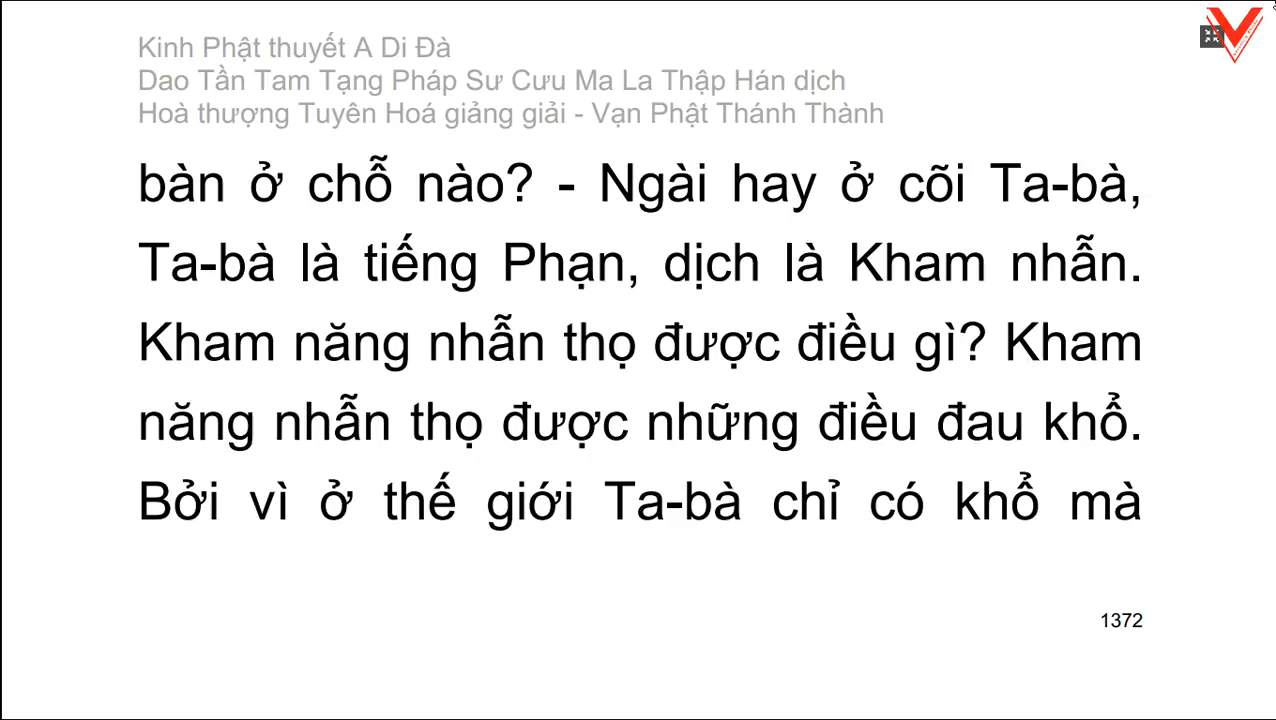 Kinh Phật thuyết A Di Đà
Dao Tần Tam Tạng Pháp Sư Cưu Ma La Thập Hán dịch
Hoà thượng Tuyên Hoá giảng giải - Vạn Phật Thánh Thành
bàn ở chỗ nào? - Ngài hay ở cõi Ta-bà,
Ta-bà là tiếng Phạn, dịch là Kham nhẫn.
Kham năng nhẫn thọ được điều gì? Kham
năng nhẫn thọ được những điều đau khổ.
Bởi vì ở thế giới Ta-bà chỉ có khổ mà
1372